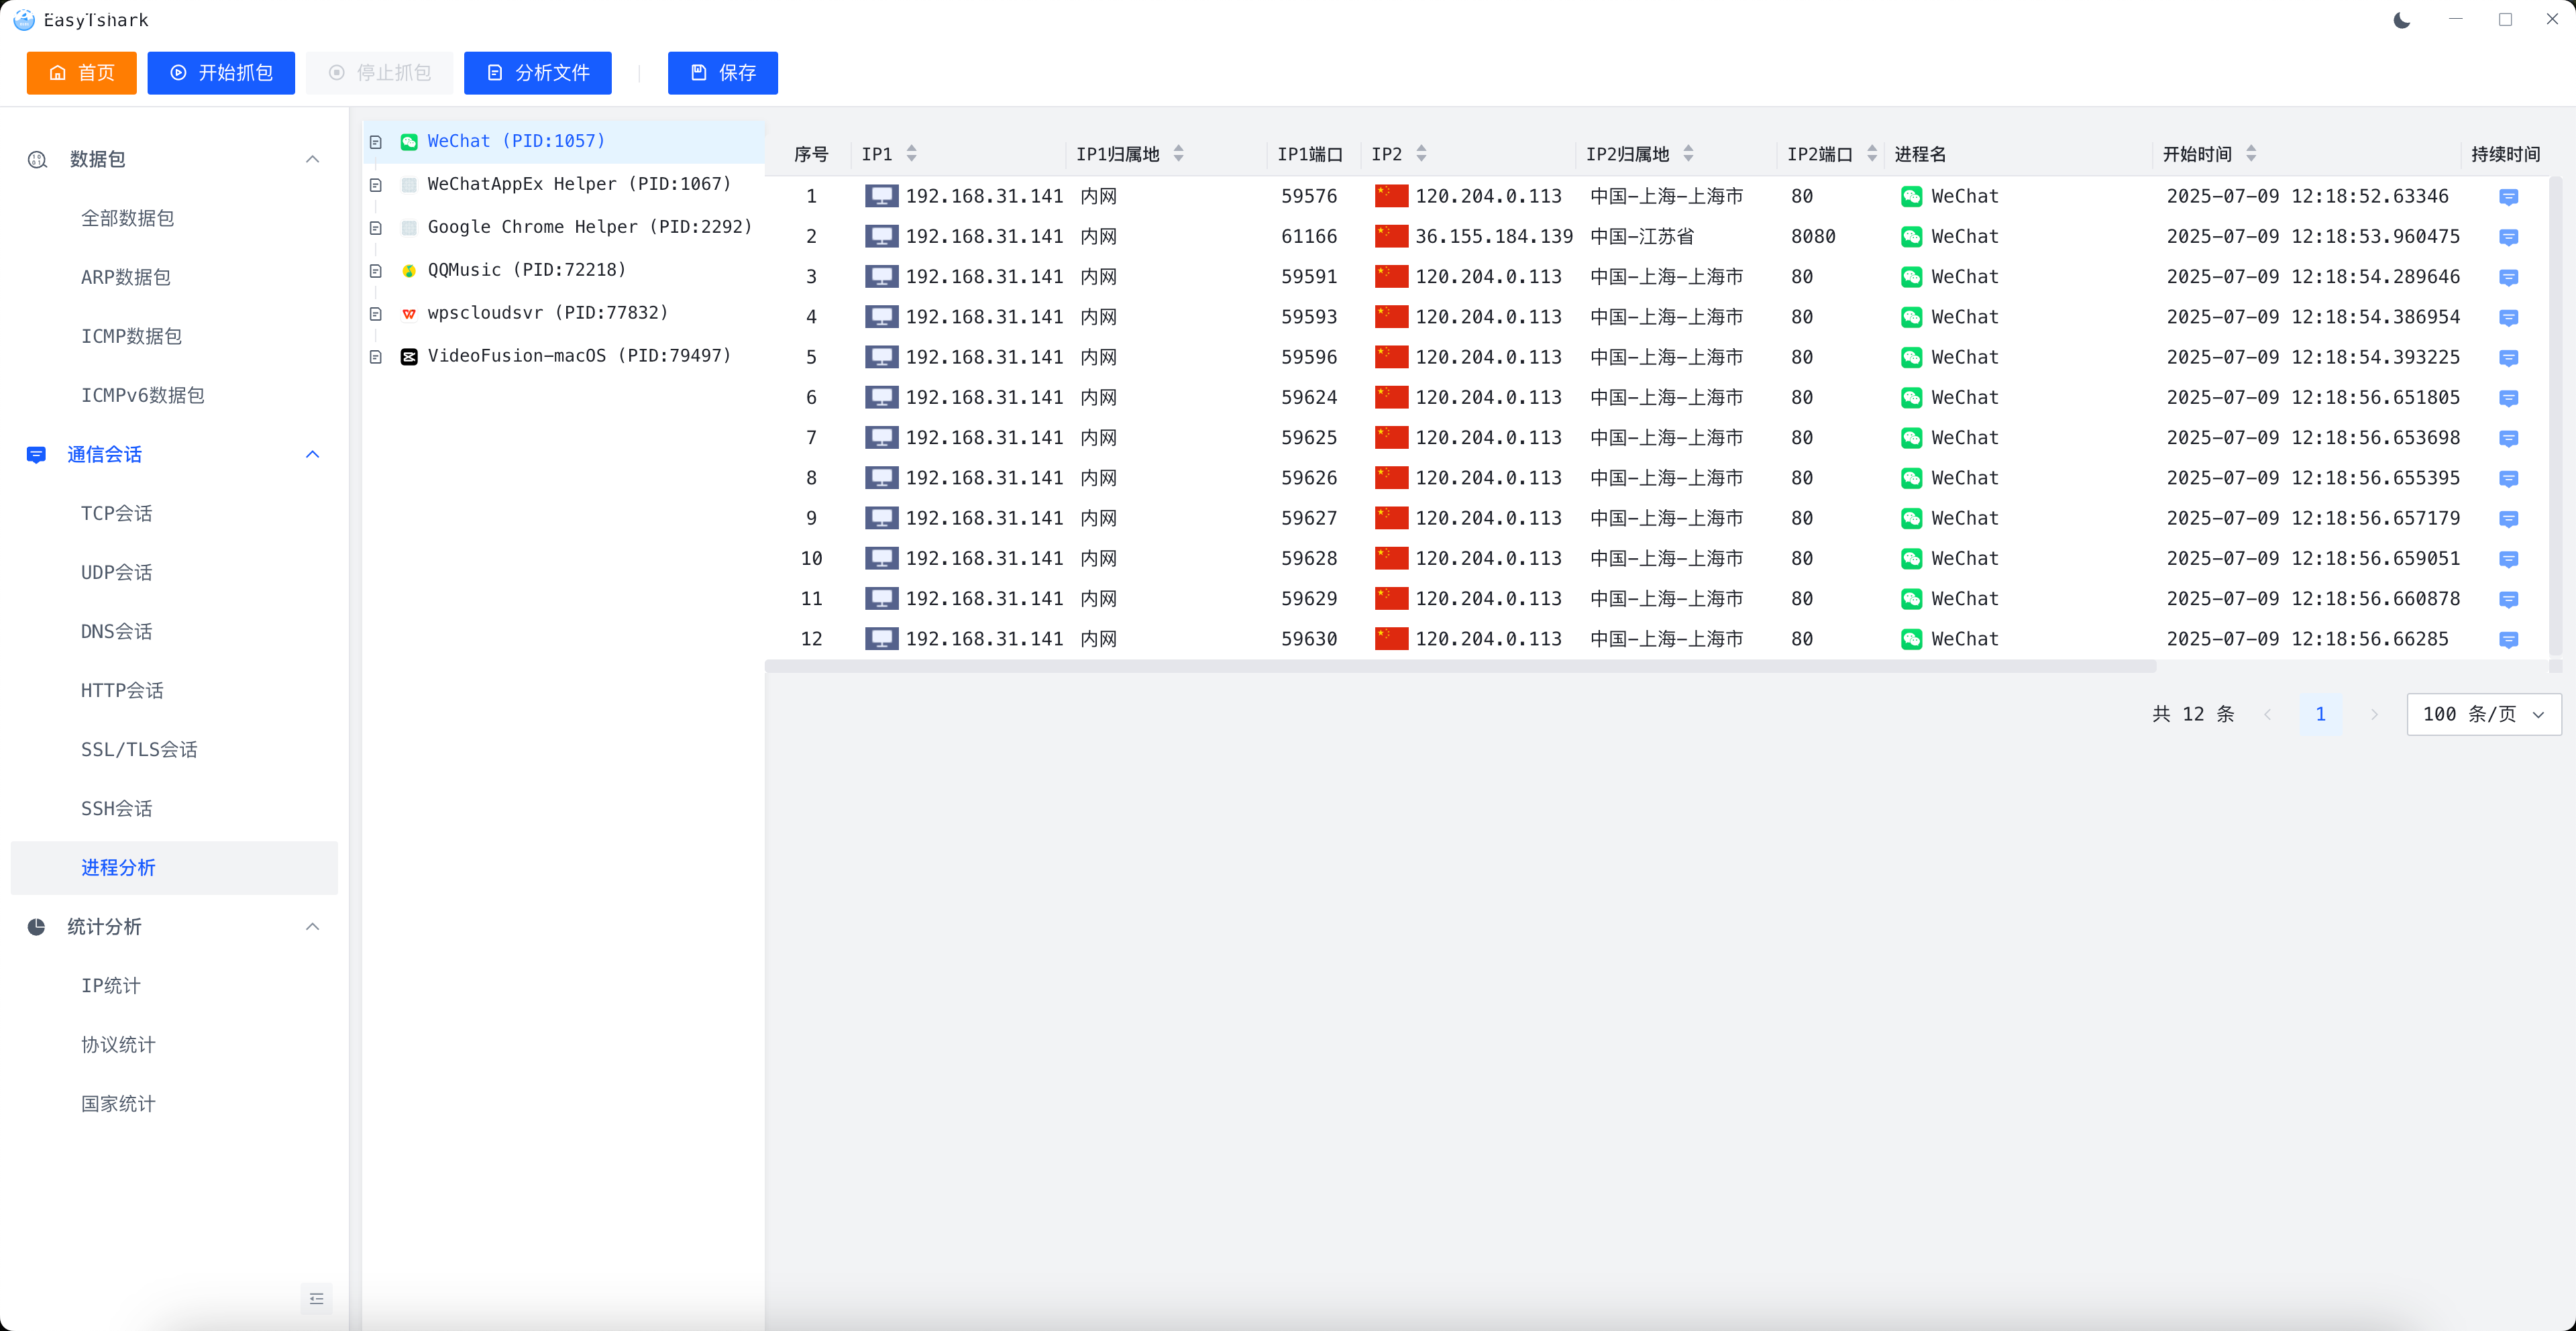 EasyTshark
首页 开始抓包 停止抓包 分析文件 保存
数据包
全部数据包
ARP数据包
ICMP数据包
ICMPv6数据包
通信会话
TCP会话
UDP会话
DNS会话
HTTP会话
SSL/TLS会话
SSH会话
进程分析
统计分析
IP统计
协议统计
国家统计
WeChat (PID:1057)
WeChatAppEx Helper (PID:1067)
Google Chrome Helper (PID:2292)
QQMusic (PID:72218)
wpscloudsvr (PID:77832)
VideoFusion-macOS (PID:79497)
序号 IP1 IP1归属地 IP1端口 IP2 IP2归属地 IP2端口 进程名 开始时间 持续时间
1 192.168.31.141 内网 59576 120.204.0.113 中国-上海-上海市 80 WeChat 2025-07-09 12:18:52.63346
2 192.168.31.141 内网 61166 36.155.184.139 中国-江苏省 8080 WeChat 2025-07-09 12:18:53.960475
3 192.168.31.141 内网 59591 120.204.0.113 中国-上海-上海市 80 WeChat 2025-07-09 12:18:54.289646
4 192.168.31.141 内网 59593 120.204.0.113 中国-上海-上海市 80 WeChat 2025-07-09 12:18:54.386954
5 192.168.31.141 内网 59596 120.204.0.113 中国-上海-上海市 80 WeChat 2025-07-09 12:18:54.393225
6 192.168.31.141 内网 59624 120.204.0.113 中国-上海-上海市 80 WeChat 2025-07-09 12:18:56.651805
7 192.168.31.141 内网 59625 120.204.0.113 中国-上海-上海市 80 WeChat 2025-07-09 12:18:56.653698
8 192.168.31.141 内网 59626 120.204.0.113 中国-上海-上海市 80 WeChat 2025-07-09 12:18:56.655395
9 192.168.31.141 内网 59627 120.204.0.113 中国-上海-上海市 80 WeChat 2025-07-09 12:18:56.657179
10 192.168.31.141 内网 59628 120.204.0.113 中国-上海-上海市 80 WeChat 2025-07-09 12:18:56.659051
11 192.168.31.141 内网 59629 120.204.0.113 中国-上海-上海市 80 WeChat 2025-07-09 12:18:56.660878
12 192.168.31.141 内网 59630 120.204.0.113 中国-上海-上海市 80 WeChat 2025-07-09 12:18:56.66285
共 12 条 1 100 条/页